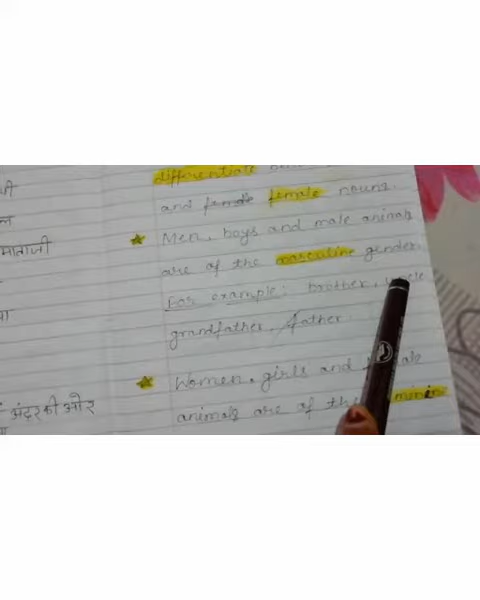 differentiate
and female nouns.
Men, boys and male animals
are of the masculine gender.
For example: brother, uncle
grandfather, father
Women, girls and
animals are of the
माताजी
अंदर की ओर